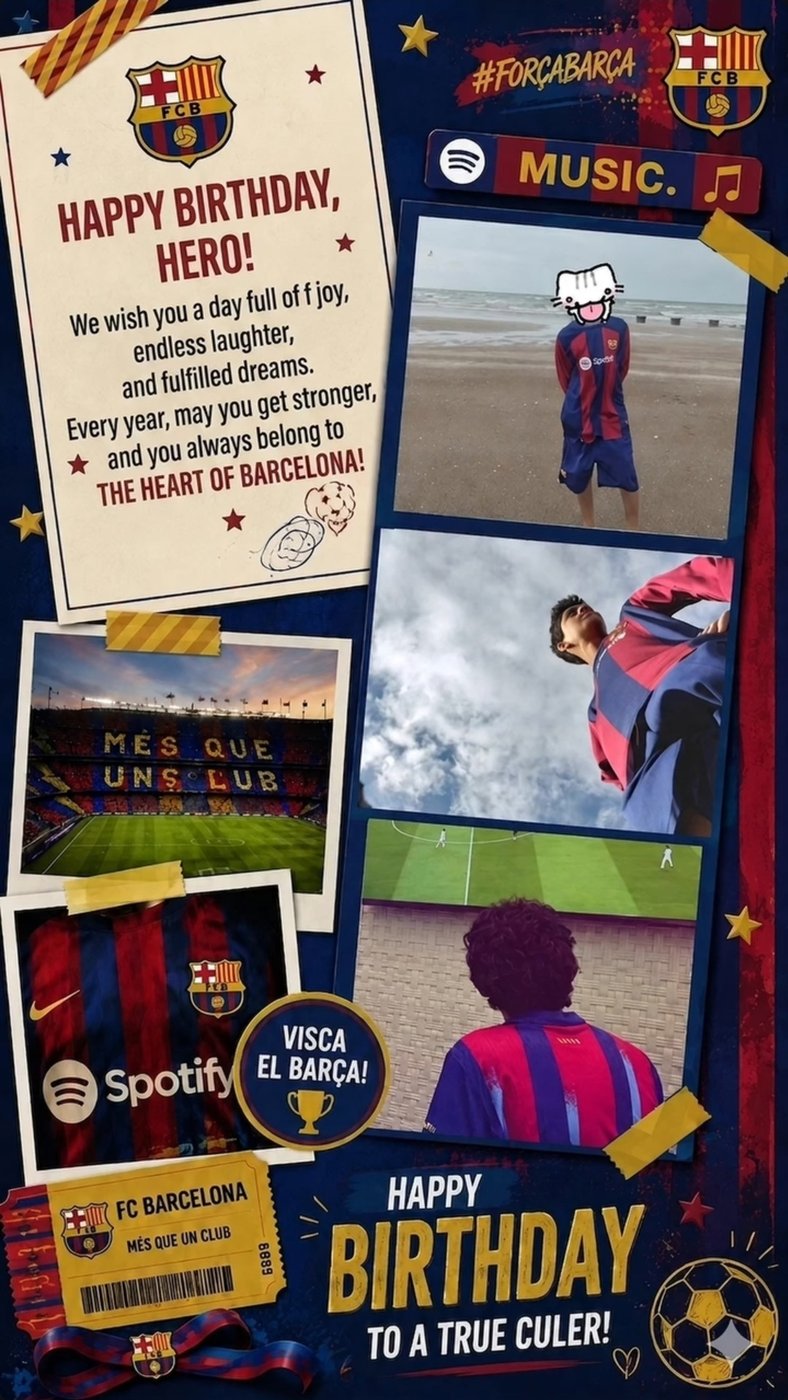 FCB
HAPPY BIRTHDAY,
HERO!
We wish you a day full of f joy,
endless laughter,
and fulfilled dreams.
Every year, may you get stronger,
and you always belong to
THE HEART OF BARCELONA!
#FORÇABARÇA
FCB
MUSIC.
Spotify
MÉS QUE
UNS LUB
FCB
Spotify
VISCA
EL BARÇA!
FC BARCELONA
MÉS QUE UN CLUB
HAPPY
BIRTHDAY
TO A TRUE CULER!